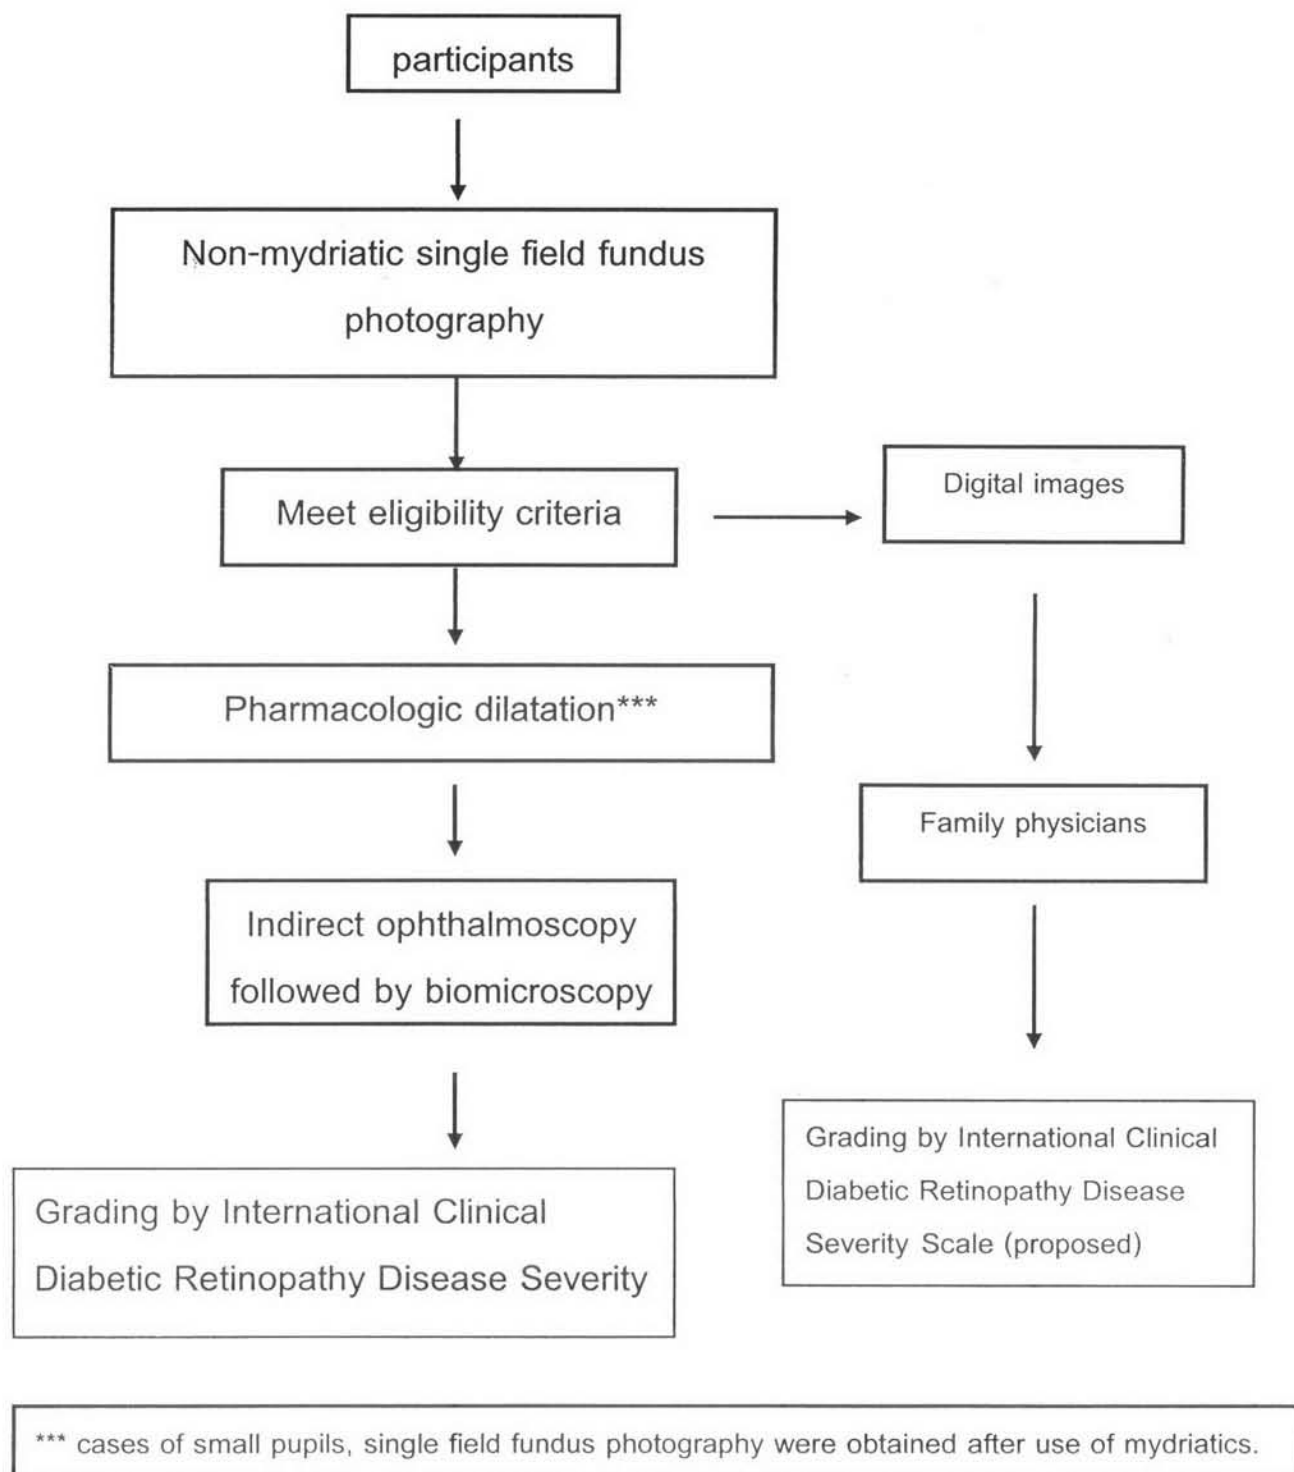 participants
Non-mydriatic single field fundus
photography
Meet eligibility criteria
Digital images
Pharmacologic dilatation***
Family physicians
Indirect ophthalmoscopy
followed by biomicroscopy
Grading by International Clinical
Diabetic Retinopathy Disease
Severity Scale (proposed)
Grading by International Clinical
Diabetic Retinopathy Disease Severity
*** cases of small pupils, single field fundus photography were obtained after use of mydriatics.